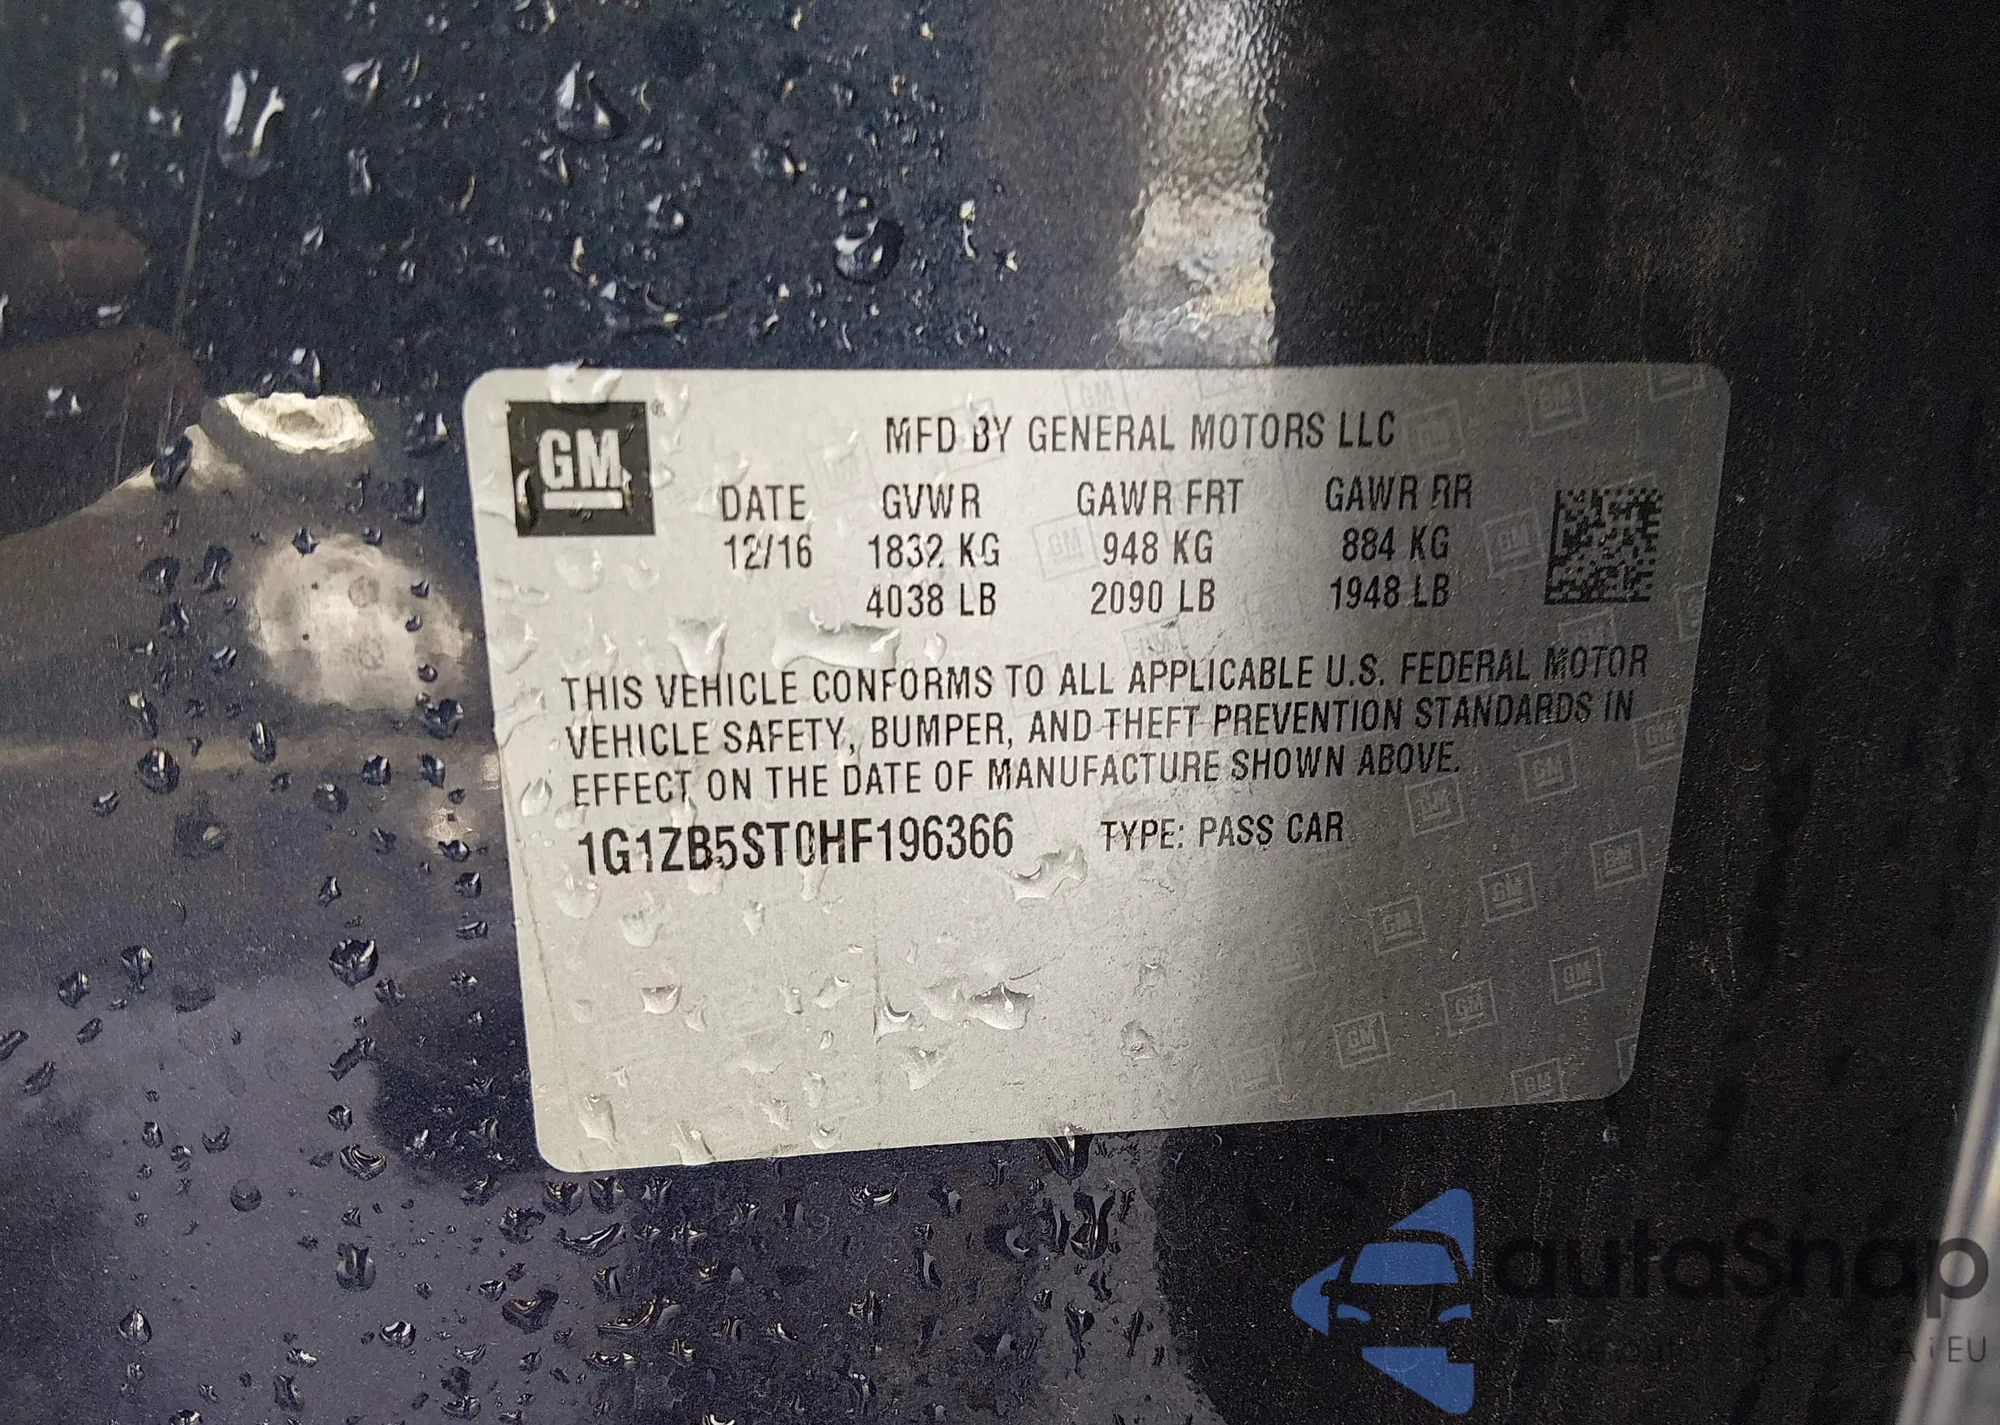 GM
MFD BY GENERAL MOTORS LLC
DATE GVWR GAWR FRT GAWR RR
12/16 1832 KG 948 KG 884 KG
4038 LB 2090 LB 1948 LB
THIS VEHICLE CONFORMS TO ALL APPLICABLE U.S. FEDERAL MOTOR
VEHICLE SAFETY, BUMPER, AND THEFT PREVENTION STANDARDS IN
EFFECT ON THE DATE OF MANUFACTURE SHOWN ABOVE.
1G1ZB5ST0HF196366 TYPE: PASS CAR
autaSnap
i EU